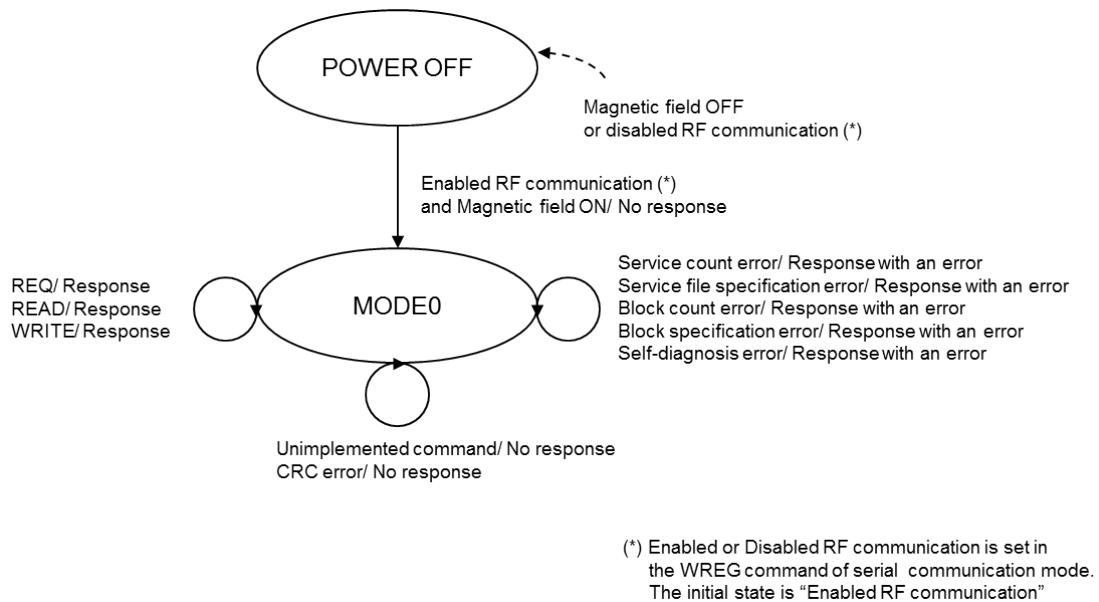 POWER OFF
Magnetic field OFF
or disabled RF communication (*)
Enabled RF communication (*)
and Magnetic field ON/ No response
REQ/ Response
READ/ Response
WRITE/ Response
MODE0
Service count error/ Response with an error
Service file specification error/ Response with an error
Block count error/ Response with an error
Block specification error/ Response with an error
Self-diagnosis error/ Response with an error
Unimplemented command/ No response
CRC error/ No response
(*) Enabled or Disabled RF communication is set in
the WREG command of serial communication mode.
The initial state is “Enabled RF communication”